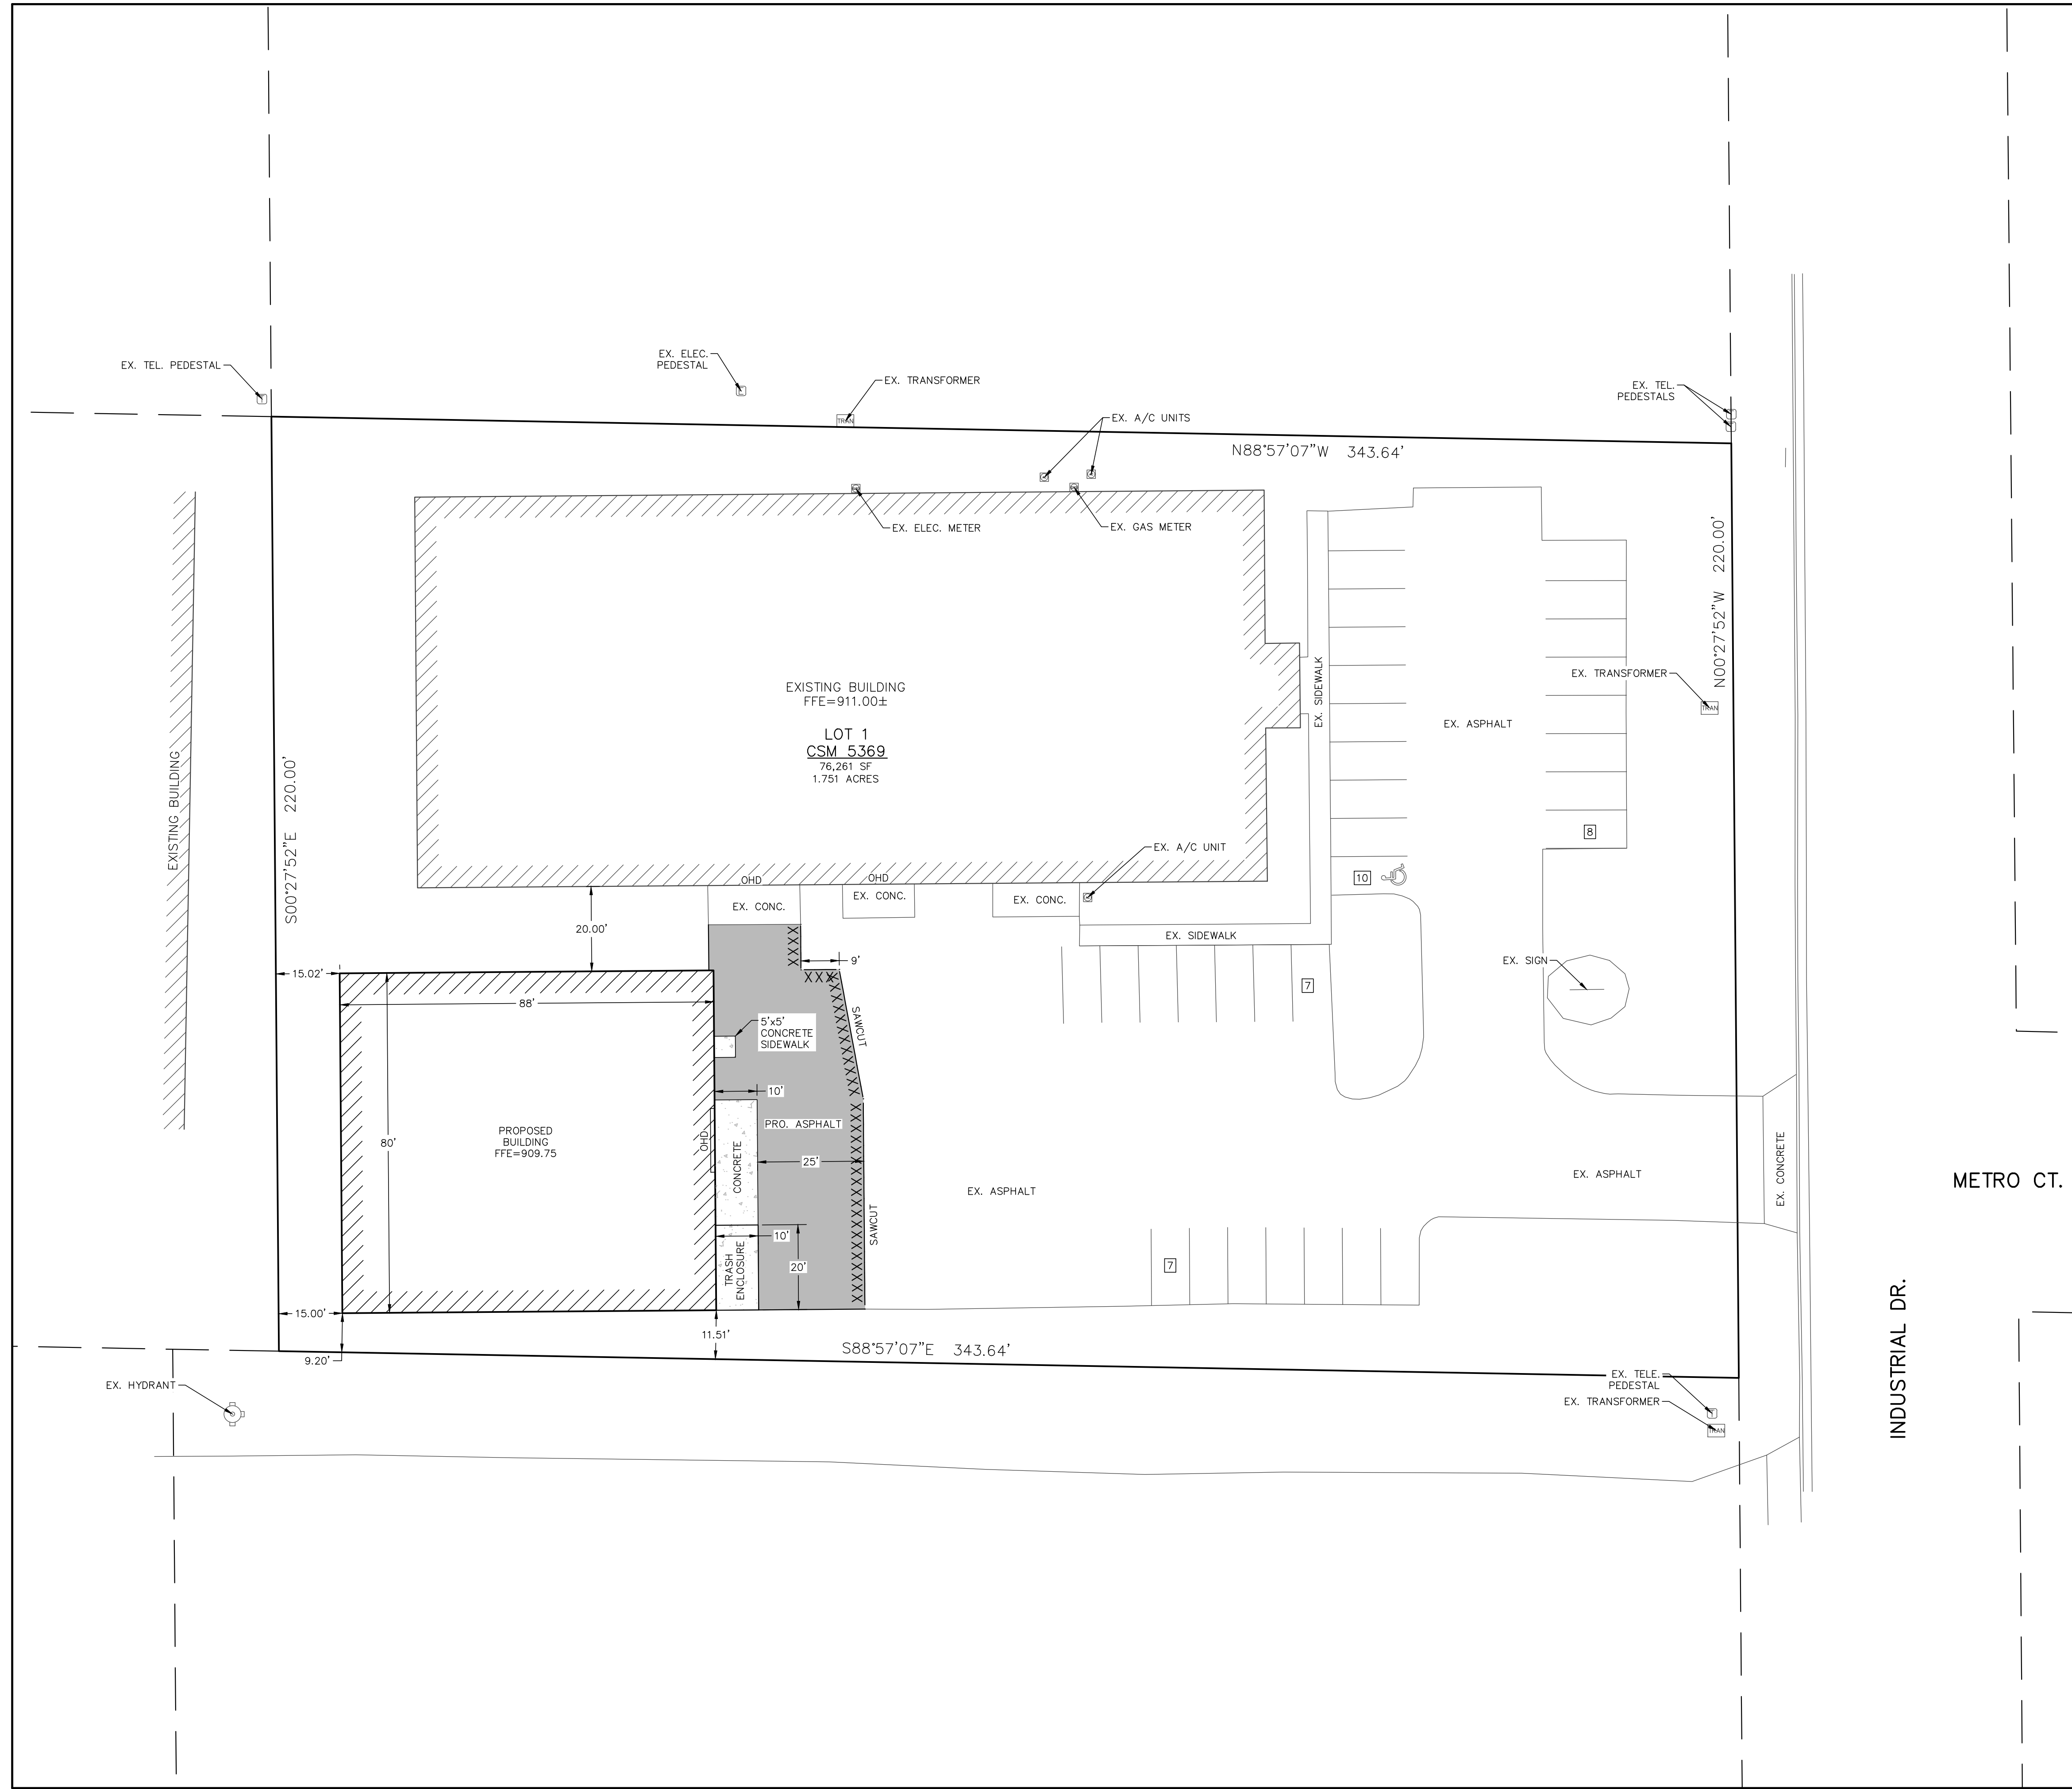 EX. TEL. PEDESTAL
EX. ELEC.
PEDESTAL
EX. TRANSFORMER
TRAN
EX. A/C UNITS
EX. TEL.
PEDESTALS
N88°57'07"W 343.64'
EX. ELEC. METER
EX. GAS METER
N00°27'52"W 220.00'
EXISTING BUILDING
S00°27'52"E 220.00'
EXISTING BUILDING
FFE=911.00±
LOT 1
CSM 5369
76,261 SF
1.751 ACRES
EX. SIDEWALK
EX. ASPHALT
EX. TRANSFORMER
TRAN
8
10
EX. A/C UNIT
OHD
OHD
EX. CONC.
EX. CONC.
EX. CONC.
EX. SIDEWALK
20.00'
15.02'
9'
88'
7
EX. SIGN
SAWCUT
5'x5'
CONCRETE
SIDEWALK
10'
PRO. ASPHALT
80'
PROPOSED
BUILDING
FFE=909.75
OHD
CONCRETE
25'
SAWCUT
EX. ASPHALT
EX. ASPHALT
EX. CONCRETE
METRO CT.
10'
TRASH
ENCLOSURE
20'
7
15.00'
11.51'
9.20'
S88°57'07"E 343.64'
INDUSTRIAL DR.
EX. HYDRANT
EX. TELE.
PEDESTAL
EX. TRANSFORMER
TRAN